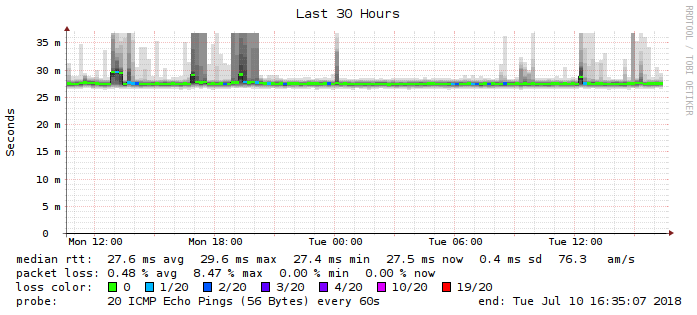 Last 30 Hours
RRDTOOL / TOBI OETIKER
Seconds
35 m
30 m
25 m
20 m
15 m
10 m
5 m
0
Mon 12:00 Mon 18:00 Tue 00:00 Tue 06:00 Tue 12:00
median rtt: 27.6 ms avg 29.6 ms max 27.4 ms min 27.5 ms now 0.4 ms sd 76.3 am/s
packet loss: 0.48 % avg 8.47 % max 0.00 % min 0.00 % now
loss color: 0 1/20 2/20 3/20 4/20 10/20 19/20
probe: 20 ICMP Echo Pings (56 Bytes) every 60s end: Tue Jul 10 16:35:07 2018